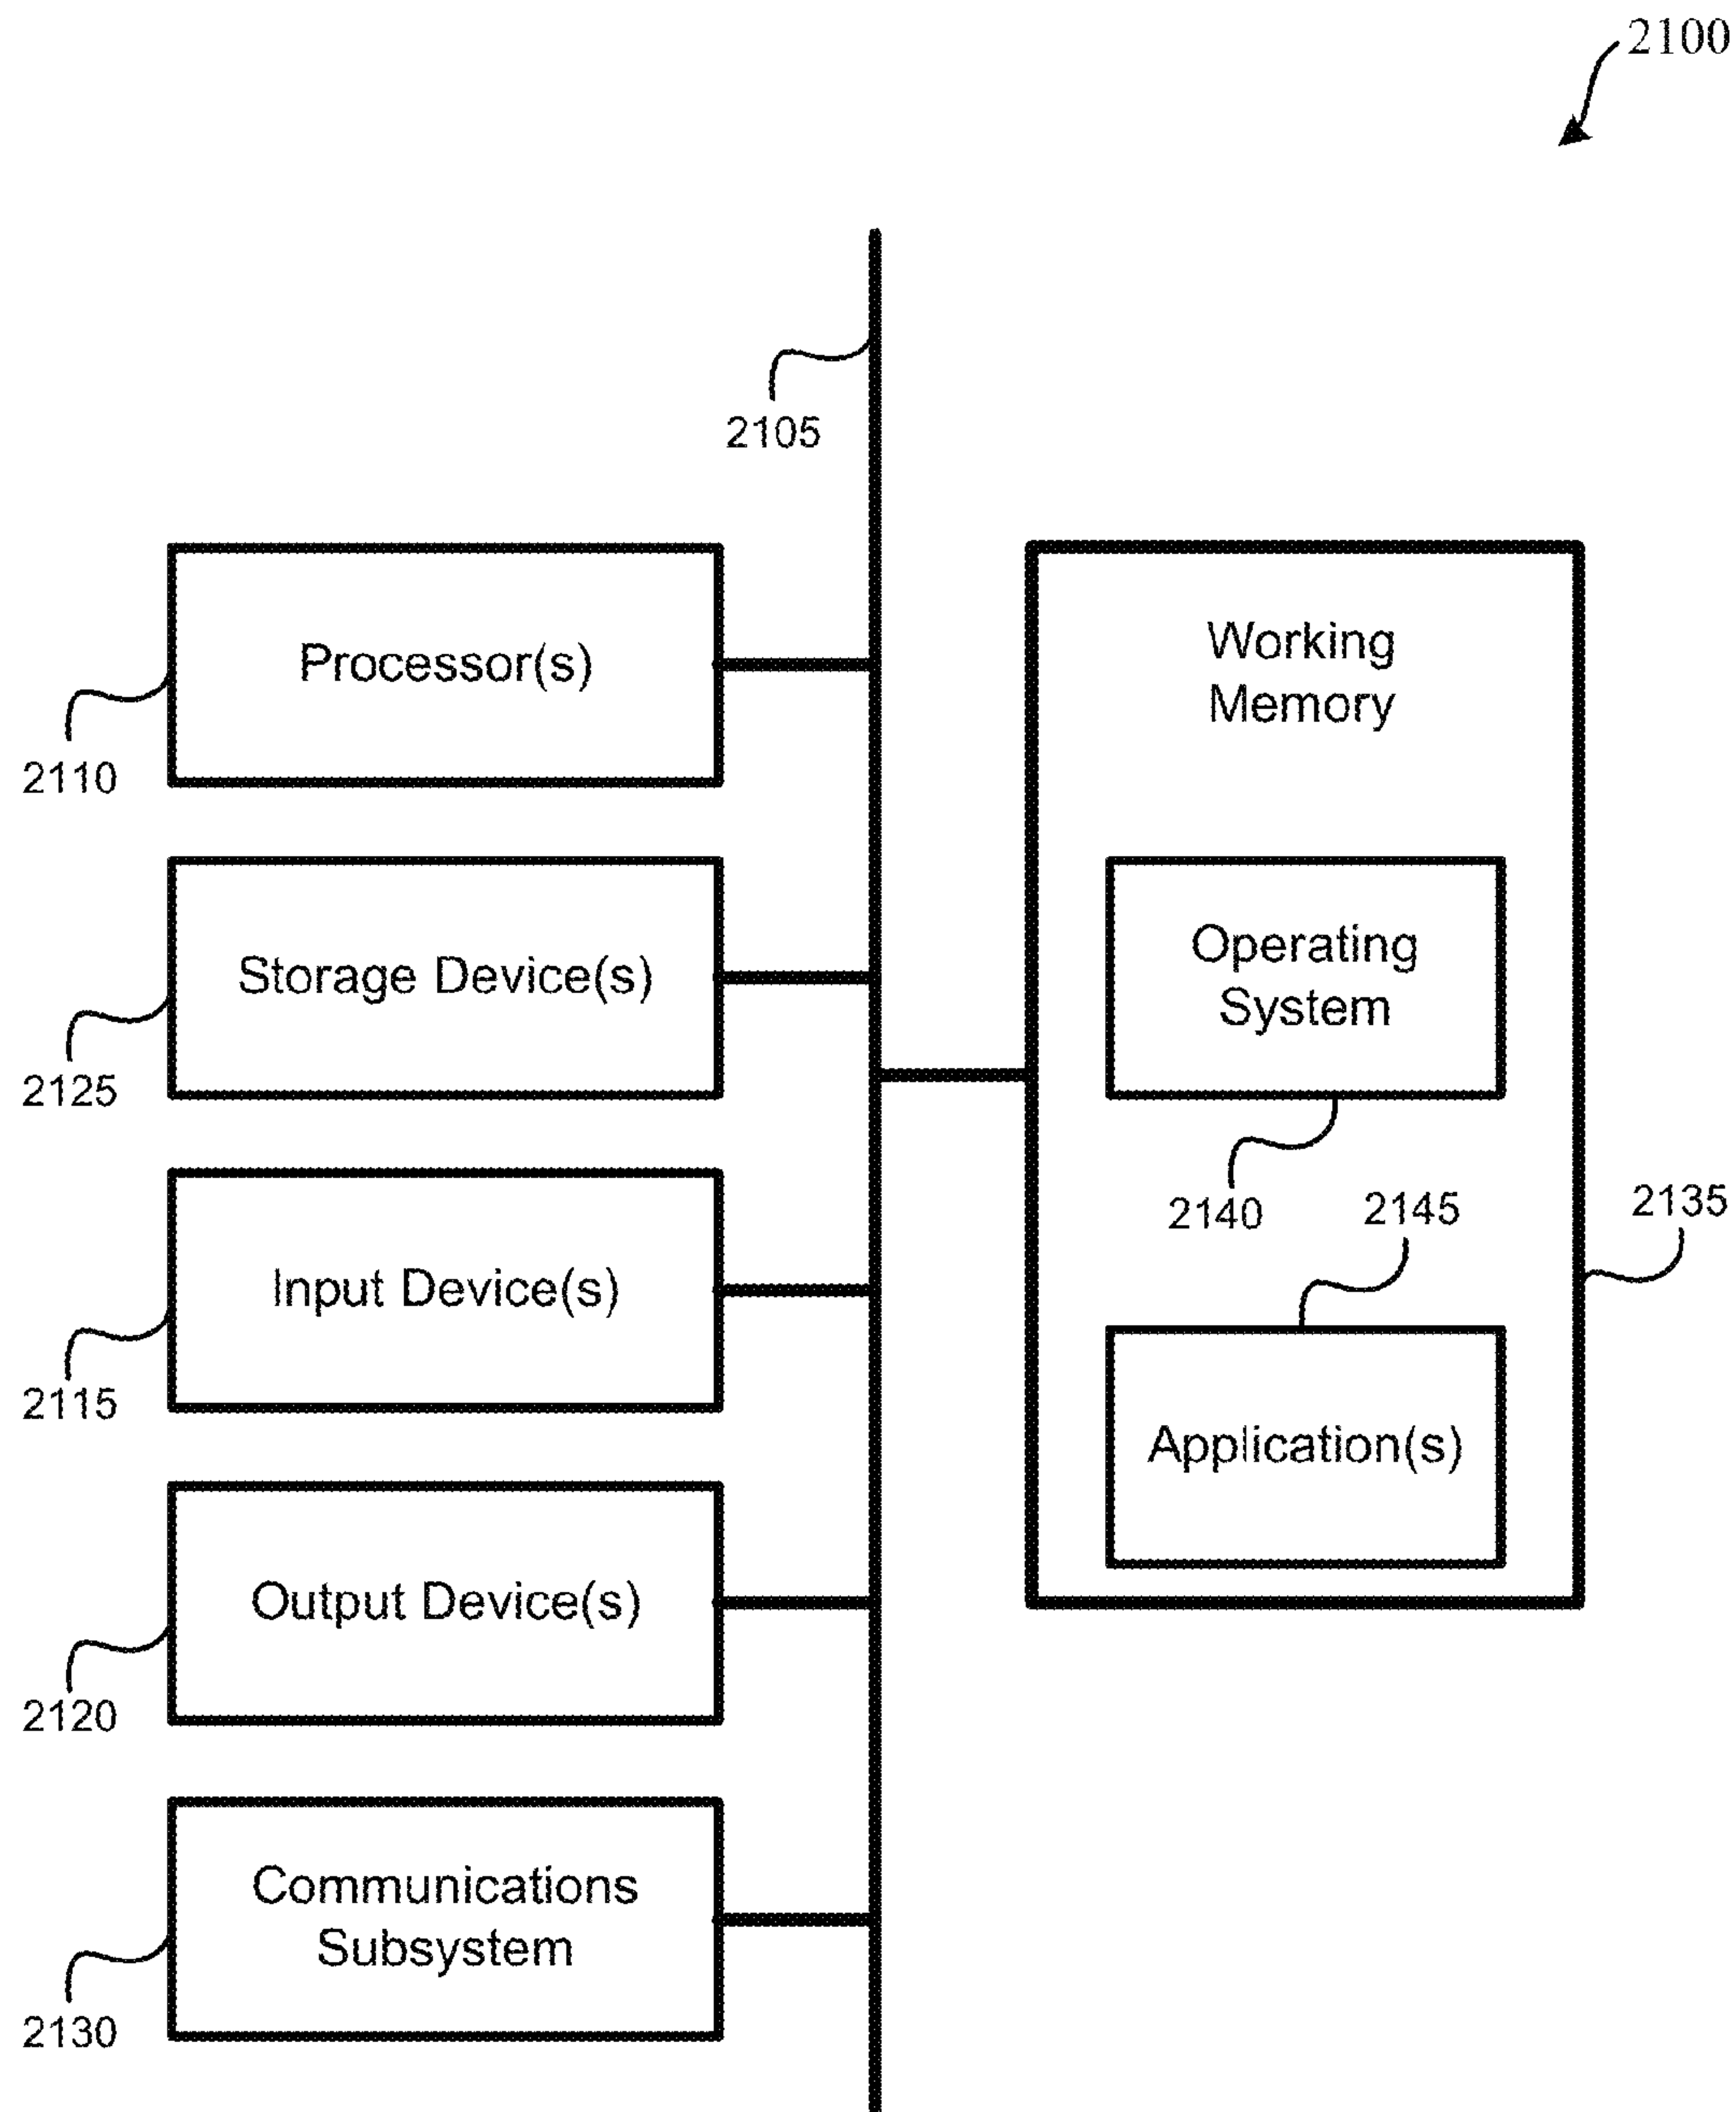 2100
2105
Processor(s)
2110
Storage Device(s)
2125
Input Device(s)
2115
Output Device(s)
2120
Communications
Subsystem
2130
Working
Memory
Operating
System
2140
2145
2135
Application(s)